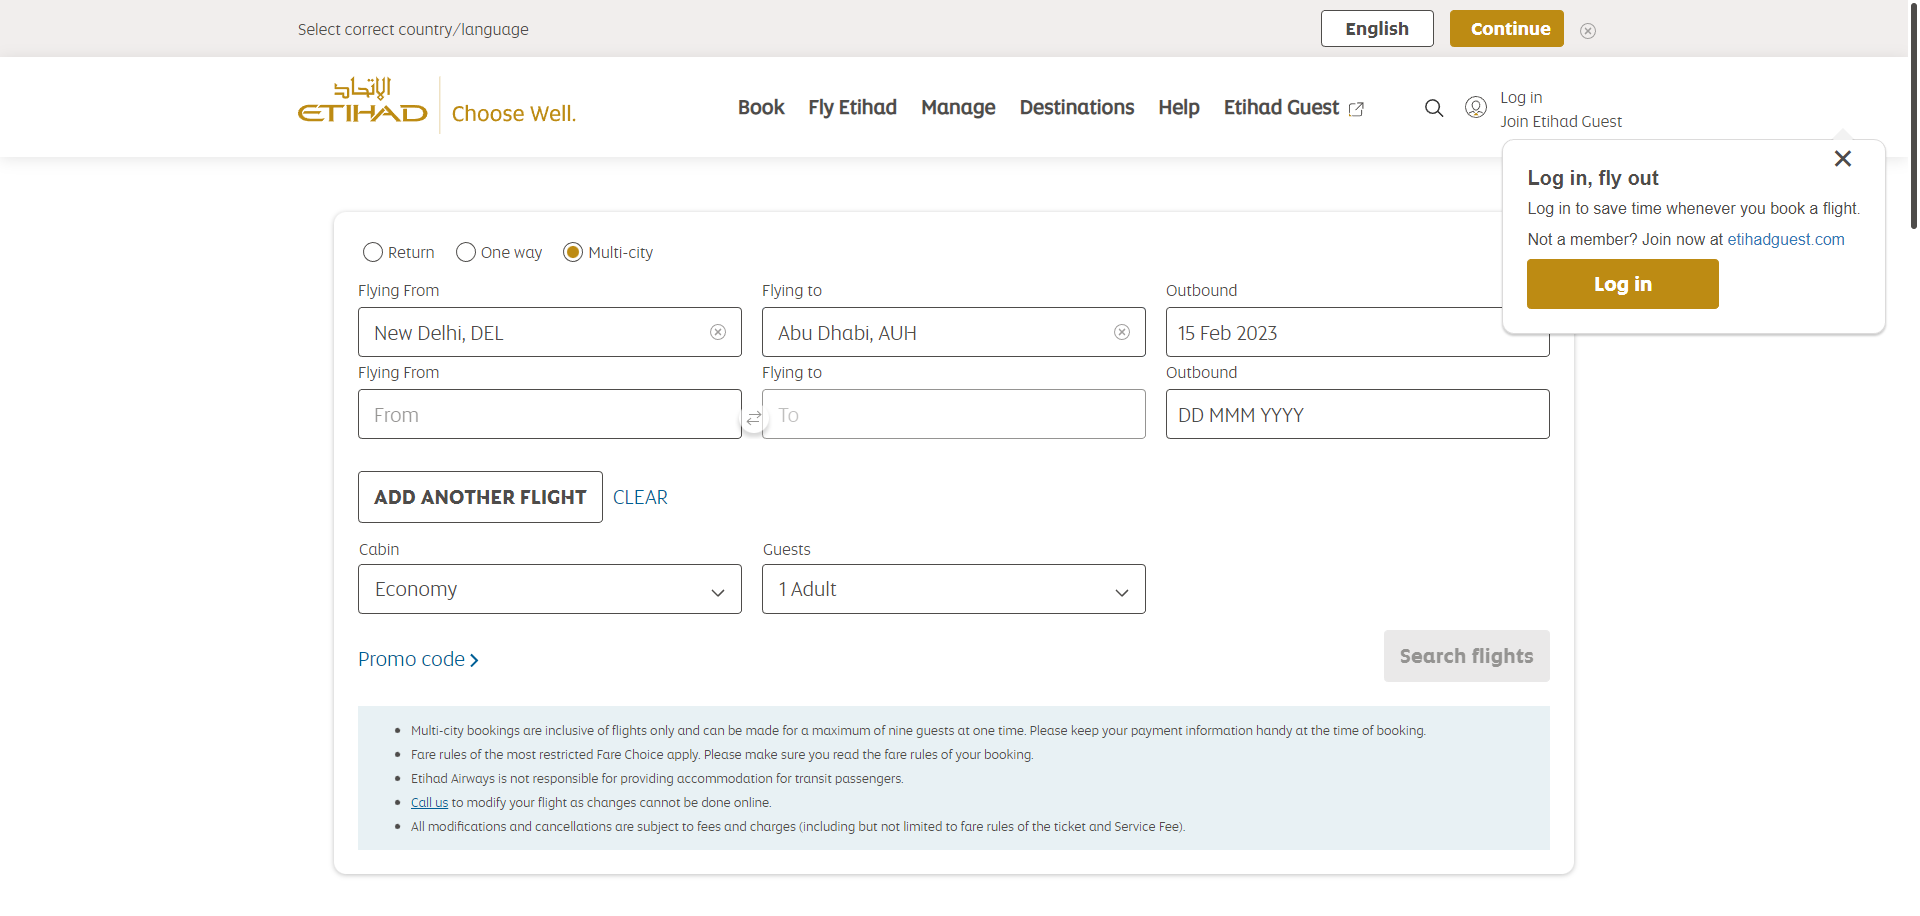 Select correct country/language
English
Continue
الإتحاد
ETIHAD
Choose Well.
Book
Fly Etihad
Manage
Destinations
Help
Etihad Guest
Log in
Join Etihad Guest
Log in, fly out
Log in to save time whenever you book a flight.
Not a member? Join now at etihadguest.com
Log in
Return
One way
Multi-city
Flying From
Flying to
Outbound
New Delhi, DEL
Abu Dhabi, AUH
15 Feb 2023
Flying From
Flying to
Outbound
From
To
DD MMM YYYY
ADD ANOTHER FLIGHT
CLEAR
Cabin
Guests
Economy
1 Adult
Promo code
Search flights
• Multi-city bookings are inclusive of flights only and can be made for a maximum of nine guests at one time. Please keep your payment information handy at the time of booking.
• Fare rules of the most restricted Fare Choice apply. Please make sure you read the fare rules of your booking.
• Etihad Airways is not responsible for providing accommodation for transit passengers.
• Call us to modify your flight as changes cannot be done online.
• All modifications and cancellations are subject to fees and charges (including but not limited to fare rules of the ticket and Service Fee).